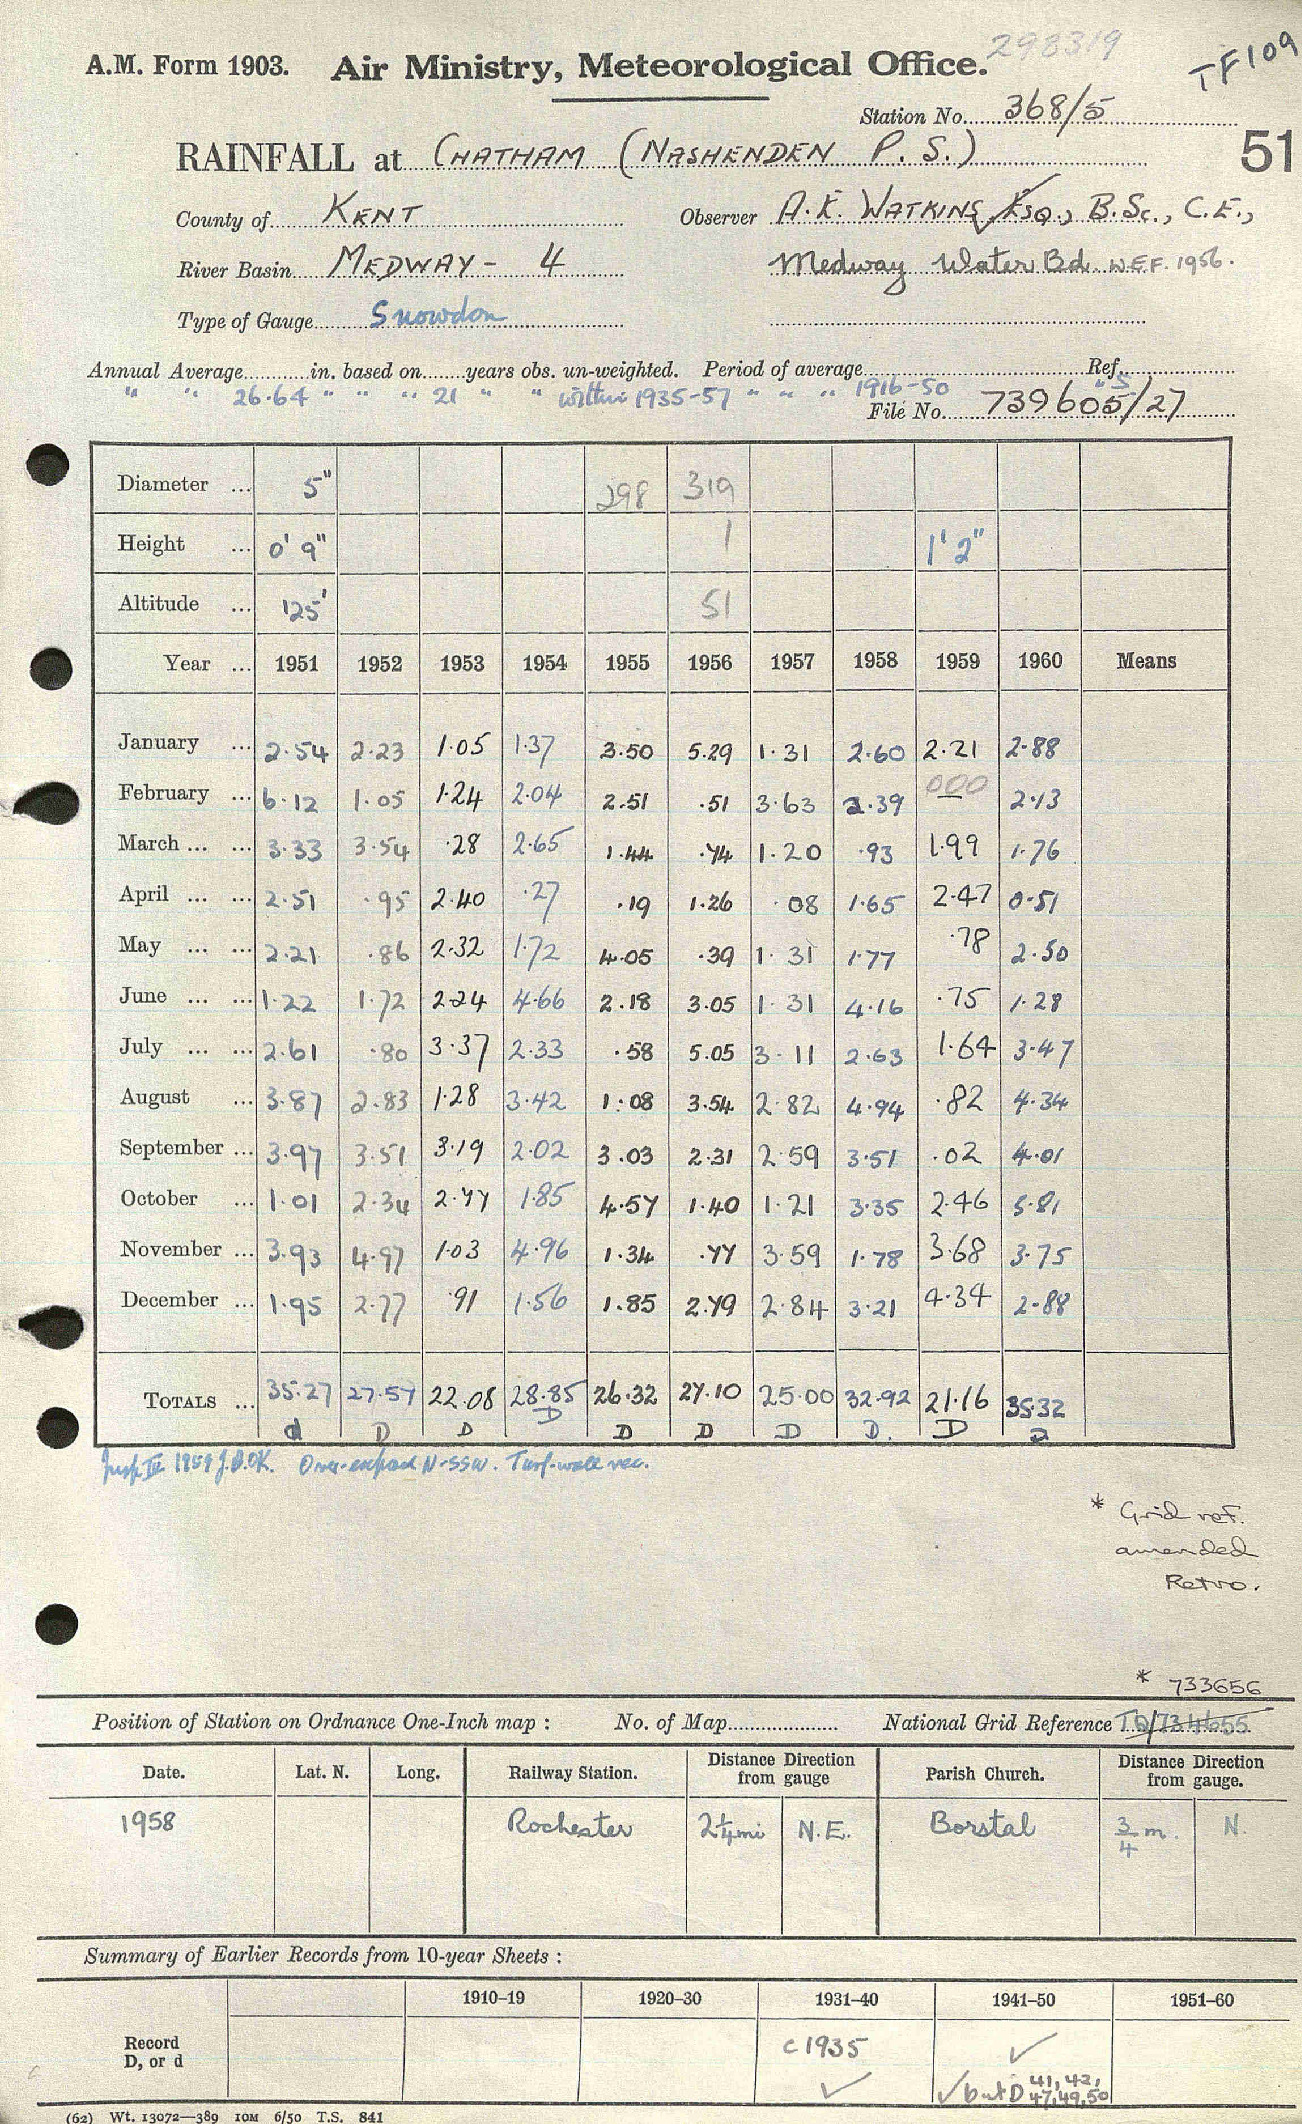 298319
TF109
A.M. Form 1903. Air Ministry, Meteorological Office.
Station No. 368/5
51
RAINFALL at CHATHAM (NASHENDEN P. S.)
County of KENT Observer A. E. WATKINS, ESQ., B.Sc., C.E.,
River Basin MEDWAY - 4 Medway Water Bd. W.E.F. 1956.
Type of Gauge Snowdon
Annual Average in. based on years obs. un-weighted. Period of average Ref.
" " 26.64 " " " 21 " " within 1935-57 " " " 1916-50 " S
File No. 739605/27
Diameter ... 5" 298 319
Height ... 0' 9" 1 1' 2"
Altitude ... 125' 51
Year ... 1951 1952 1953 1954 1955 1956 1957 1958 1959 1960 Means
January ... 2.54 2.23 1.05 1.37 3.50 5.29 1.31 2.60 2.21 2.88
February ... 6.12 1.05 1.24 2.04 2.51 .51 3.63 2.39 000 — 2.13
March ... ... 3.33 3.54 .28 2.65 1.44 .74 1.20 .93 1.99 1.76
April ... ... 2.51 .95 2.40 .27 .19 1.26 .08 1.65 2.47 0.51
May ... ... 2.21 .86 2.32 1.72 4.05 .39 1.31 1.77 .78 2.50
June ... ... 1.22 1.72 2.24 4.66 2.18 3.05 1.31 4.16 .75 1.28
July ... ... 2.61 .80 3.37 2.33 .58 5.05 3.11 2.63 1.64 3.47
August ... 3.87 2.83 1.28 3.42 1.08 3.54 2.82 4.94 .82 4.34
September ... 3.97 3.51 3.19 2.02 3.03 2.31 2.59 3.51 .02 4.01
October ... 1.01 2.34 2.77 1.85 4.57 1.40 1.21 3.35 2.46 5.81
November ... 3.93 4.97 1.03 4.96 1.34 .77 3.59 1.78 3.68 3.75
December ... 1.95 2.77 .91 1.56 1.85 2.79 2.84 3.21 4.34 2.88
TOTALS ... 35.27 27.57 22.08 28.85 26.32 27.10 25.00 32.92 21.16 35.32
d D D D D D D D. D d
1959 J.D. OK. Over-exposed N-SSW. Turf-wall rec.
* Grid ref.
amended
Retro.
* 733656
Position of Station on Ordnance One-Inch map : No. of Map National Grid Reference TQ/734655
Date. Lat. N. Long. Railway Station. Distance Direction from gauge Parish Church. Distance Direction from gauge.
1958 Rochester 2¼mi N.E. Borstal 3/4 m. N.
Summary of Earlier Records from 10-year Sheets :
1910-19 1920-30 1931-40 1941-50 1951-60
Record D, or d c 1935 ✓ ✓
✓ but D 41, 42, 47, 49, 50
(62) Wt. 13072—389 10M 6/50 T.S. 841